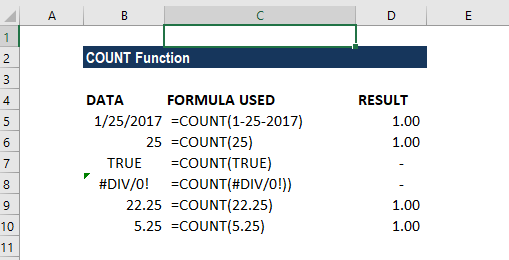 A B C D E
1
2 COUNT Function
3
4 DATA FORMULA USED RESULT
5 1/25/2017 =COUNT(1-25-2017) 1.00
6 25 =COUNT(25) 1.00
7 TRUE =COUNT(TRUE) -
8 #DIV/0! =COUNT(#DIV/0!)) -
9 22.25 =COUNT(22.25) 1.00
10 5.25 =COUNT(5.25) 1.00
11